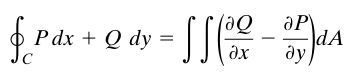 ∮_C P dx + Q dy = ∫∫(∂Q/∂x − ∂P/∂y)dA